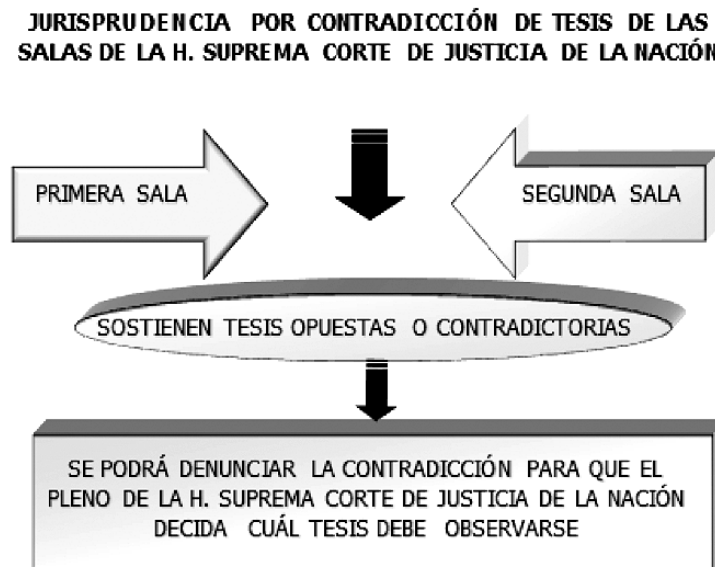 JURISPRUDENCIA POR CONTRADICCIÓN DE TESIS DE LAS
SALAS DE LA H. SUPREMA CORTE DE JUSTICIA DE LA NACIÓN
PRIMERA SALA
SEGUNDA SALA
SOSTIENEN TESIS OPUESTAS O CONTRADICTORIAS
SE PODRÁ DENUNCIAR LA CONTRADICCIÓN PARA QUE EL
PLENO DE LA H. SUPREMA CORTE DE JUSTICIA DE LA NACIÓN
DECIDA CUÁL TESIS DEBE OBSERVARSE